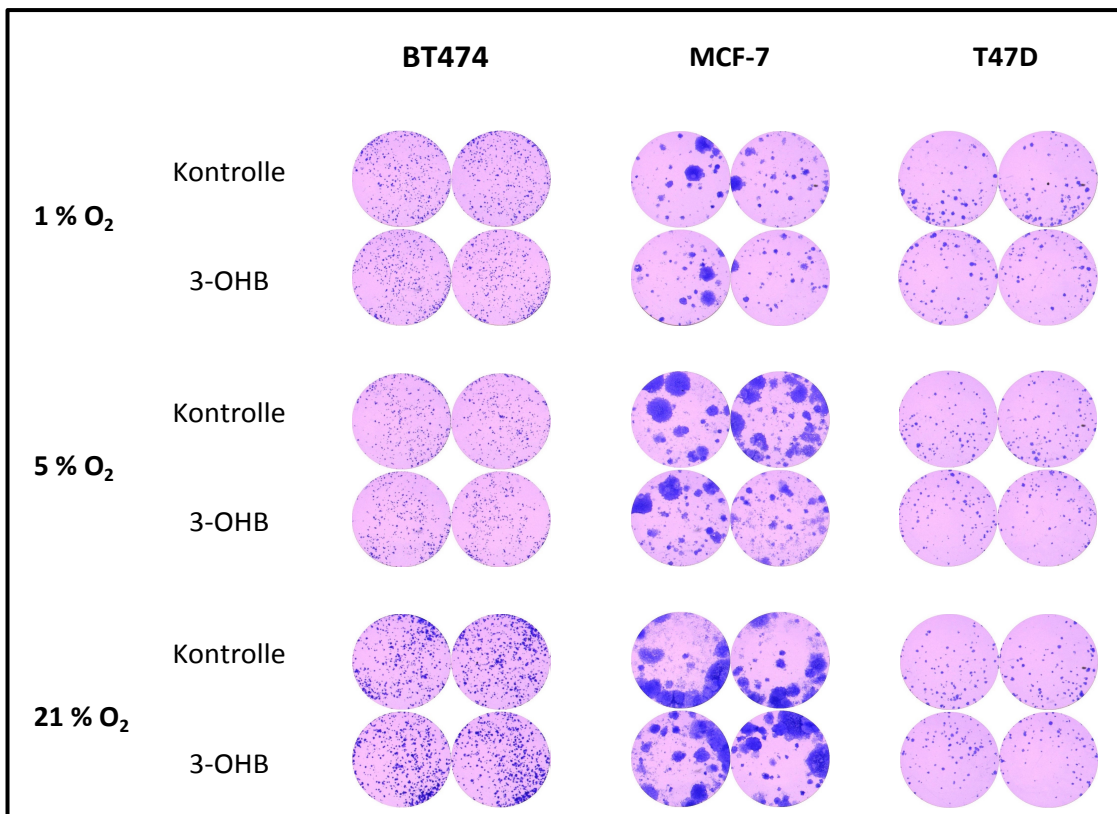 BT474 MCF-7 T47D
Kontrolle
1 % O₂
3-OHB
Kontrolle
5 % O₂
3-OHB
Kontrolle
21 % O₂
3-OHB